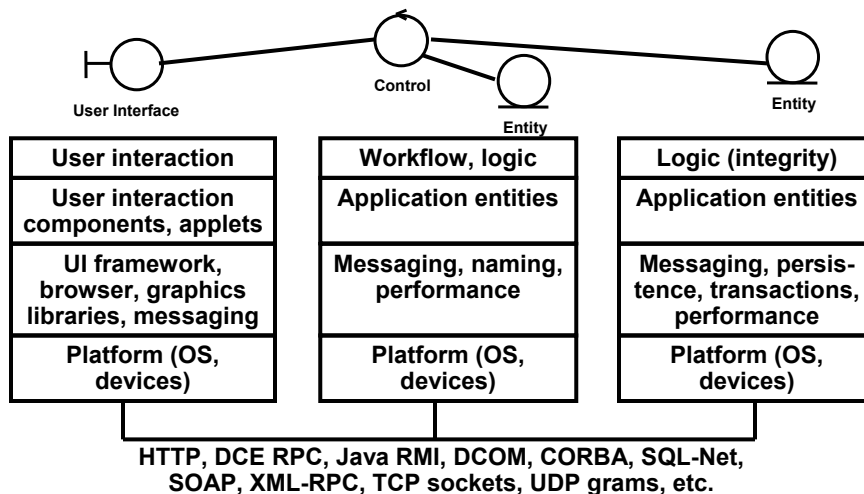 User Interface
Control
Entity
Entity
User interaction
User interaction
components, applets
UI framework,
browser, graphics
libraries, messaging
Platform (OS,
devices)
Workflow, logic
Application entities
Messaging, naming,
performance
Platform (OS,
devices)
Logic (integrity)
Application entities
Messaging, persis-
tence, transactions,
performance
Platform (OS,
devices)
HTTP, DCE RPC, Java RMI, DCOM, CORBA, SQL-Net,
SOAP, XML-RPC, TCP sockets, UDP grams, etc.